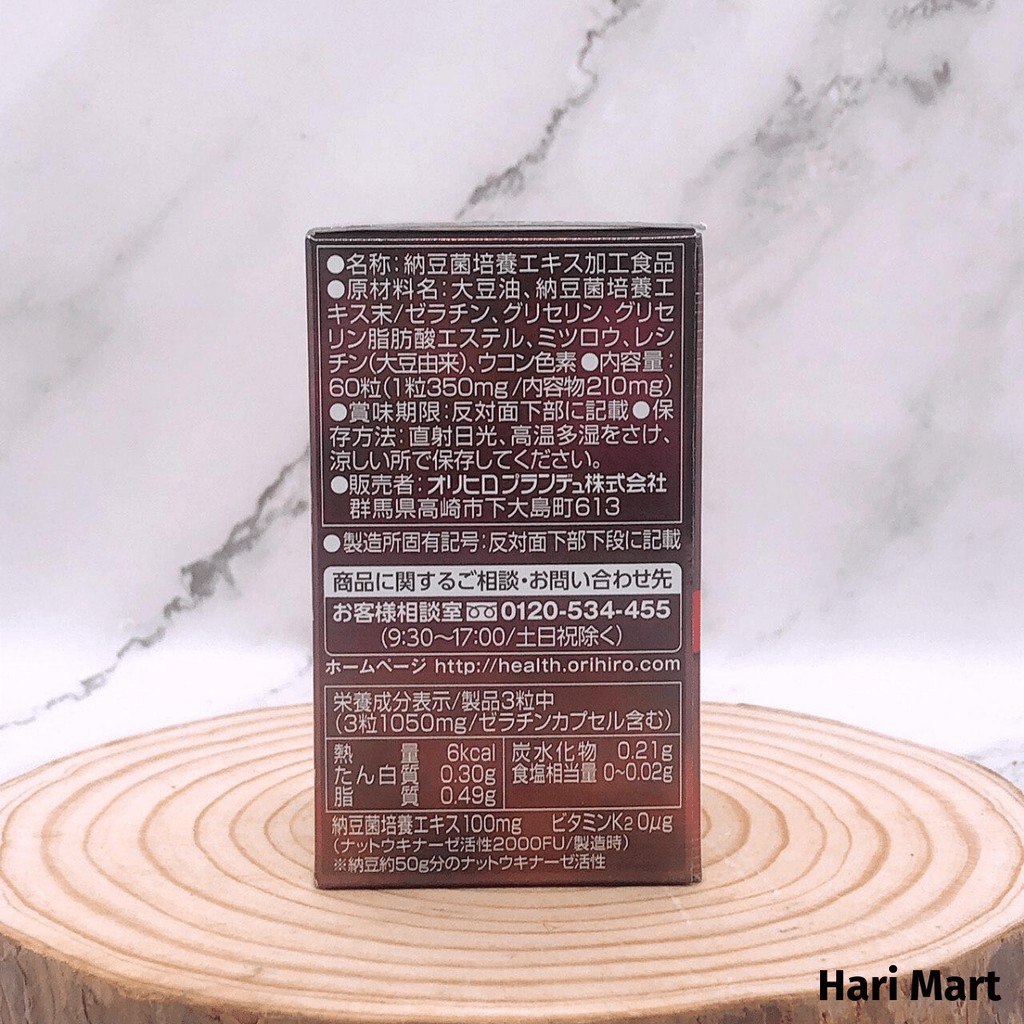 ●名称：納豆菌培養エキス加工食品
●原材料名：大豆油、納豆菌培養エ
キス末/ゼラチン、グリセリン、グリセ
リン脂肪酸エステル、ミツロウ、レシ
チン(大豆由来)、ウコン色素 ●内容量：
60粒(1粒350mg/内容物210mg)
●賞味期限：反対面下部に記載●保
存方法：直射日光、高温多湿をさけ、
涼しい所で保存してください。
●販売者：オリヒロプランデュ株式会社
群馬県高崎市下大島町613
●製造所固有記号：反対面下部下段に記載
商品に関するご相談・お問い合わせ先
お客様相談室 0120-534-455
(9:30〜17:00/土日祝除く)
ホームページ http://health.orihiro.com
栄養成分表示/製品3粒中
(3粒1050mg/ゼラチンカプセル含む)
熱量 6kcal 炭水化物 0.21g
たん白質 0.30g 食塩相当量 0~0.02g
脂質 0.49g
納豆菌培養エキス100mg ビタミンK2 0μg
(ナットウキナーゼ活性2000FU/製造時)
※納豆約50g分のナットウキナーゼ活性
Hari Mart